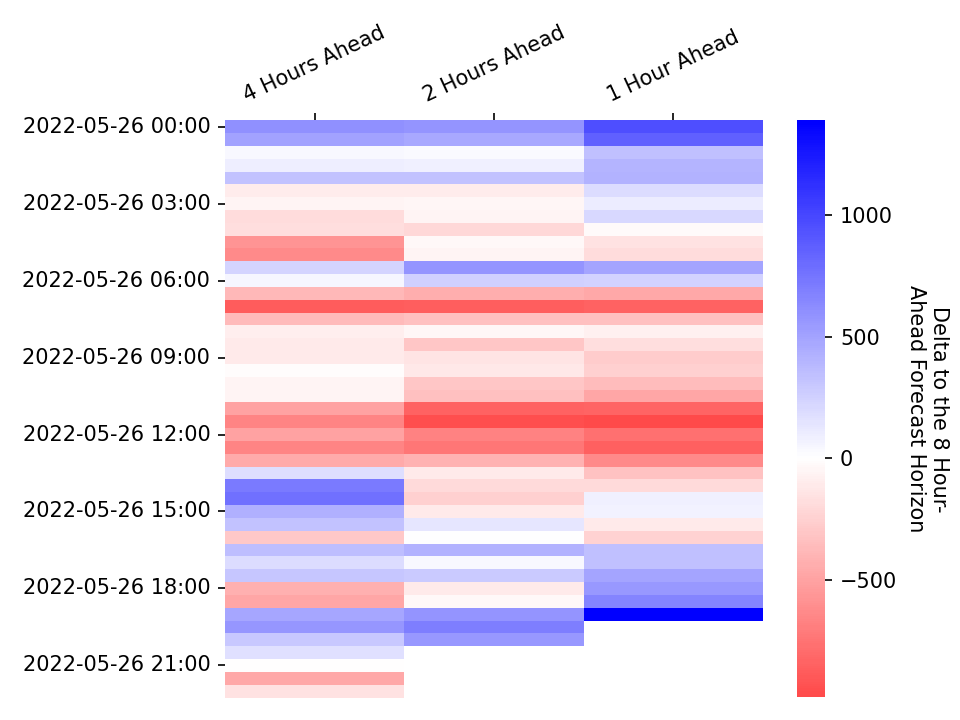 4 Hours Ahead
2 Hours Ahead
1 Hour Ahead
2022-05-26 00:00
2022-05-26 03:00
2022-05-26 06:00
2022-05-26 09:00
2022-05-26 12:00
2022-05-26 15:00
2022-05-26 18:00
2022-05-26 21:00
1000
500
0
−500
Delta to the 8 Hour-
Ahead Forecast Horizon